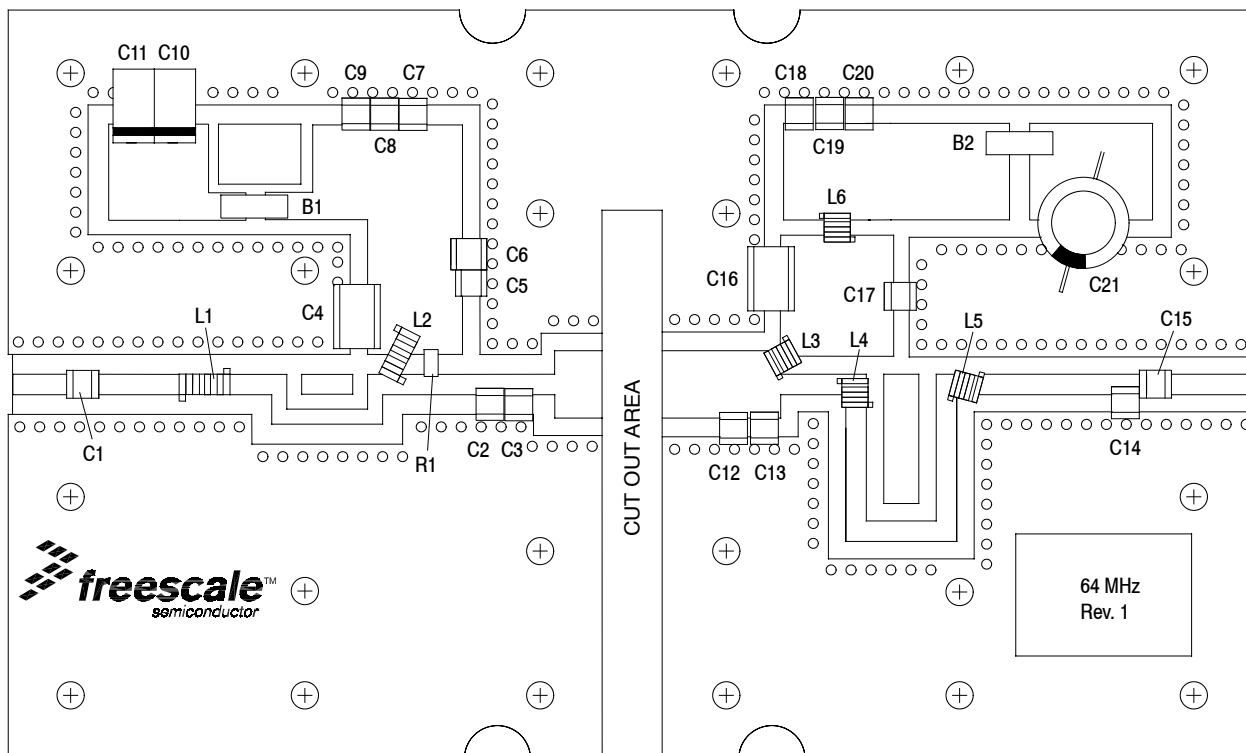 C11 C10
C9 C7
C8
B1
C6
C5
C4
L1
L2
C1
R1
C2 C3
CUT OUT AREA
C18 C20
C19
B2
L6
C16
C17
C21
L3
L4
L5
C15
C12 C13
C14
freescale™
semiconductor
64 MHz
Rev. 1